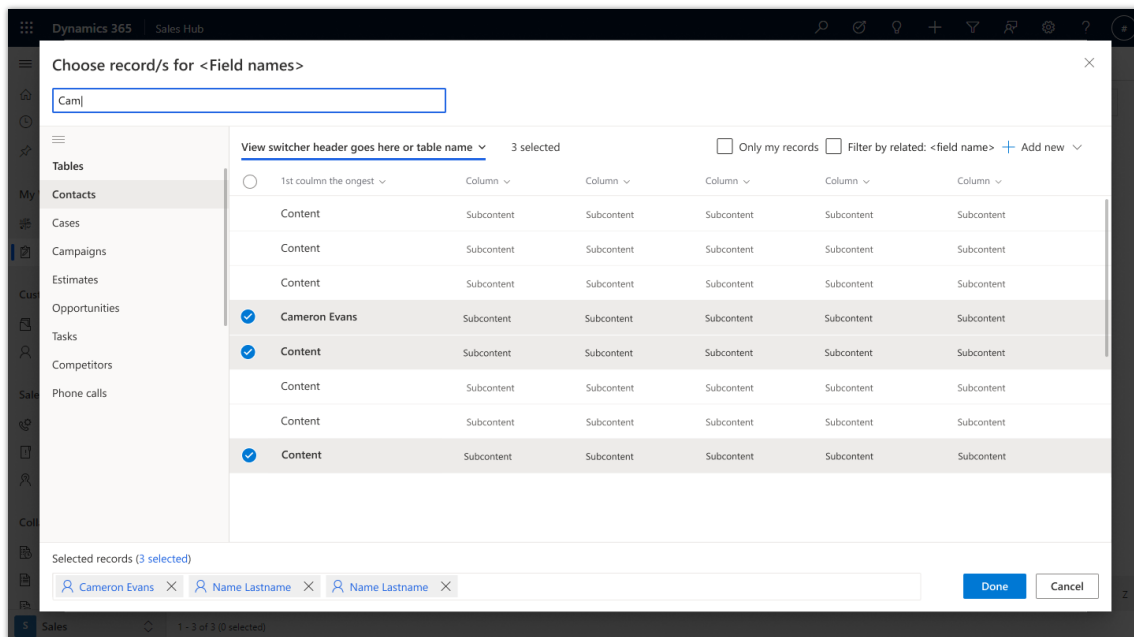 Dynamics 365 Sales Hub
Choose record/s for <Field names>
Cam
Tables
Contacts
Cases
Campaigns
Estimates
Opportunities
Tasks
Competitors
Phone calls
View switcher header goes here or table name 3 selected Only my records Filter by related: <field name> Add new
1st coulmn the ongest Column Column Column Column Column
Content Subcontent Subcontent Subcontent Subcontent Subcontent
Content Subcontent Subcontent Subcontent Subcontent Subcontent
Content Subcontent Subcontent Subcontent Subcontent Subcontent
Cameron Evans Subcontent Subcontent Subcontent Subcontent Subcontent
Content Subcontent Subcontent Subcontent Subcontent Subcontent
Content Subcontent Subcontent Subcontent Subcontent Subcontent
Content Subcontent Subcontent Subcontent Subcontent Subcontent
Content Subcontent Subcontent Subcontent Subcontent Subcontent
My
Cust
Sale
Coll
Selected records (3 selected)
Cameron Evans Name Lastname Name Lastname
Done Cancel
S Sales 1 - 3 of 3 (0 selected)
#
Z